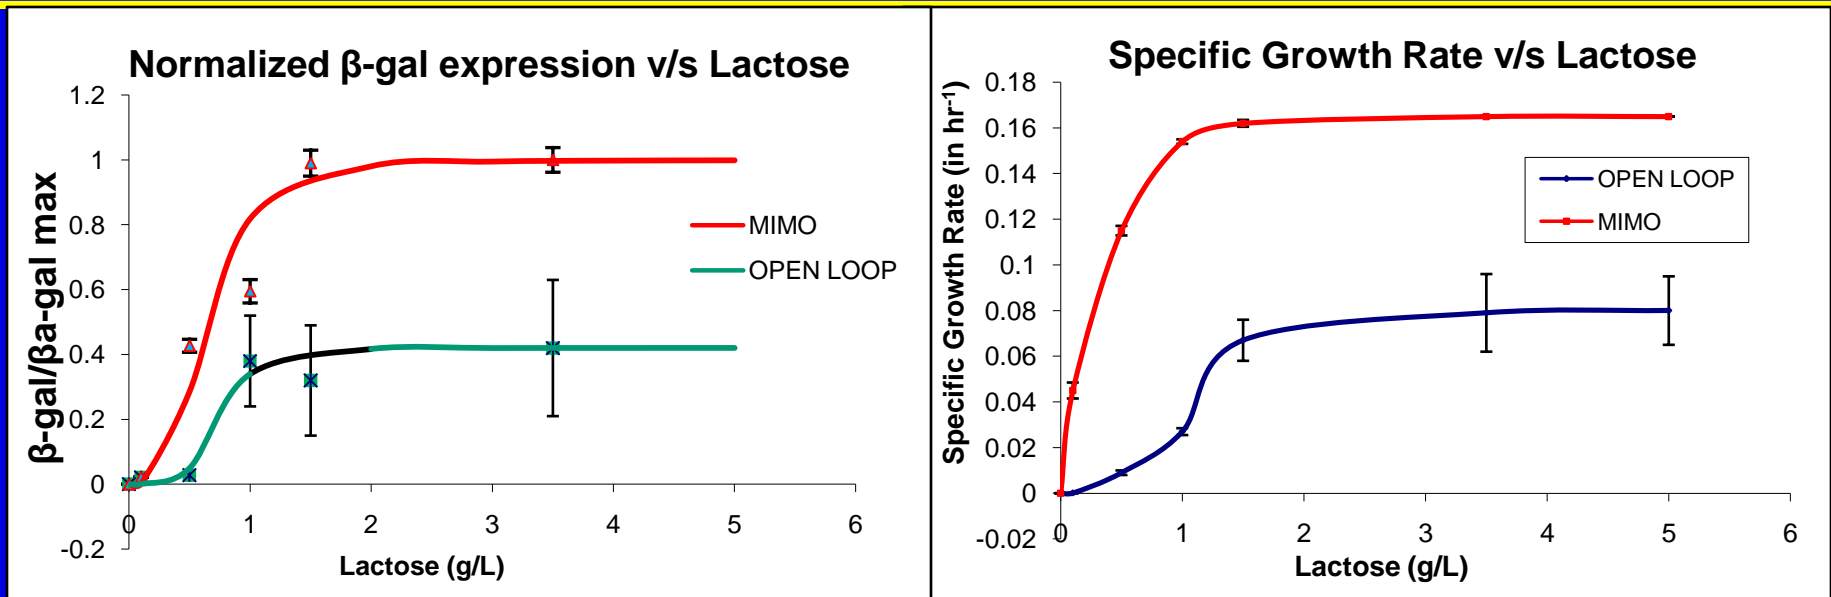 Normalized β-gal expression v/s Lactose
β-gal/βa-gal max
1.2
1
0.8
0.6
0.4
0.2
0
-0.2
0 1 2 3 4 5 6
Lactose (g/L)
MIMO
OPEN LOOP
Specific Growth Rate v/s Lactose
Specific Growth Rate (in hr⁻¹)
0.18
0.16
0.14
0.12
0.1
0.08
0.06
0.04
0.02
0
-0.02
0 1 2 3 4 5 6
Lactose (g/L)
OPEN LOOP
MIMO